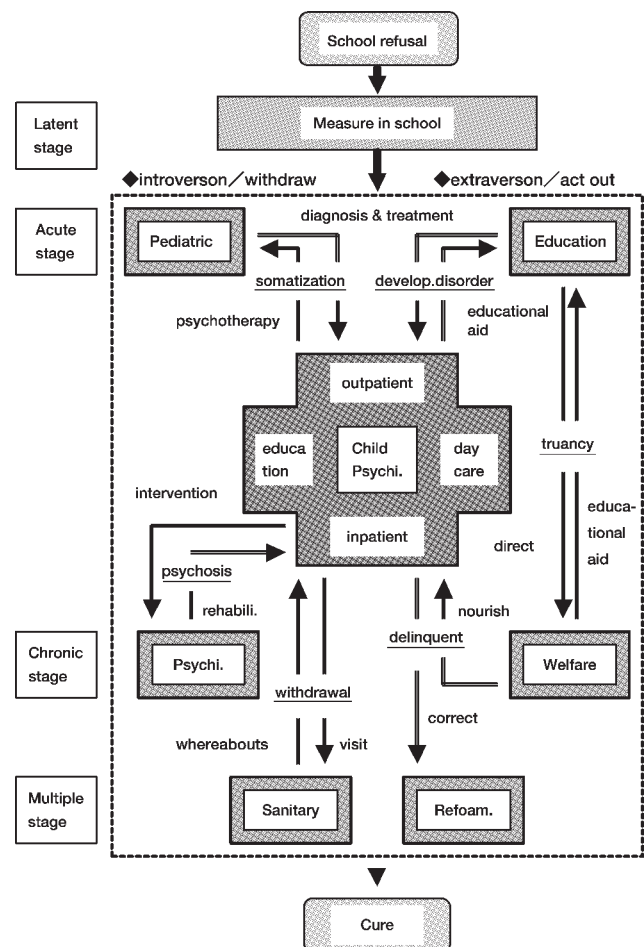 School refusal
Latent
stage
Measure in school
◆introverson／withdraw
◆extraverson／act out
Acute
stage
Pediatric
diagnosis & treatment
Education
somatization
develop.disorder
psychotherapy
educational
aid
outpatient
educa
tion
Child
Psychi.
day
care
truancy
intervention
inpatient
direct
educa-
tional
aid
psychosis
rehabili.
nourish
delinquent
Chronic
stage
Psychi.
Welfare
withdrawal
correct
whereabouts
visit
Multiple
stage
Sanitary
Refoam.
Cure